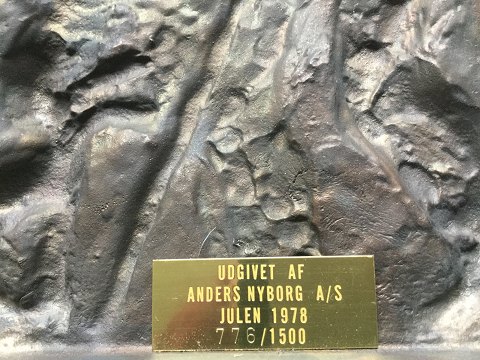 UDGIVET AF
ANDERS NYBORG A/S
JULEN 1978
776/1500